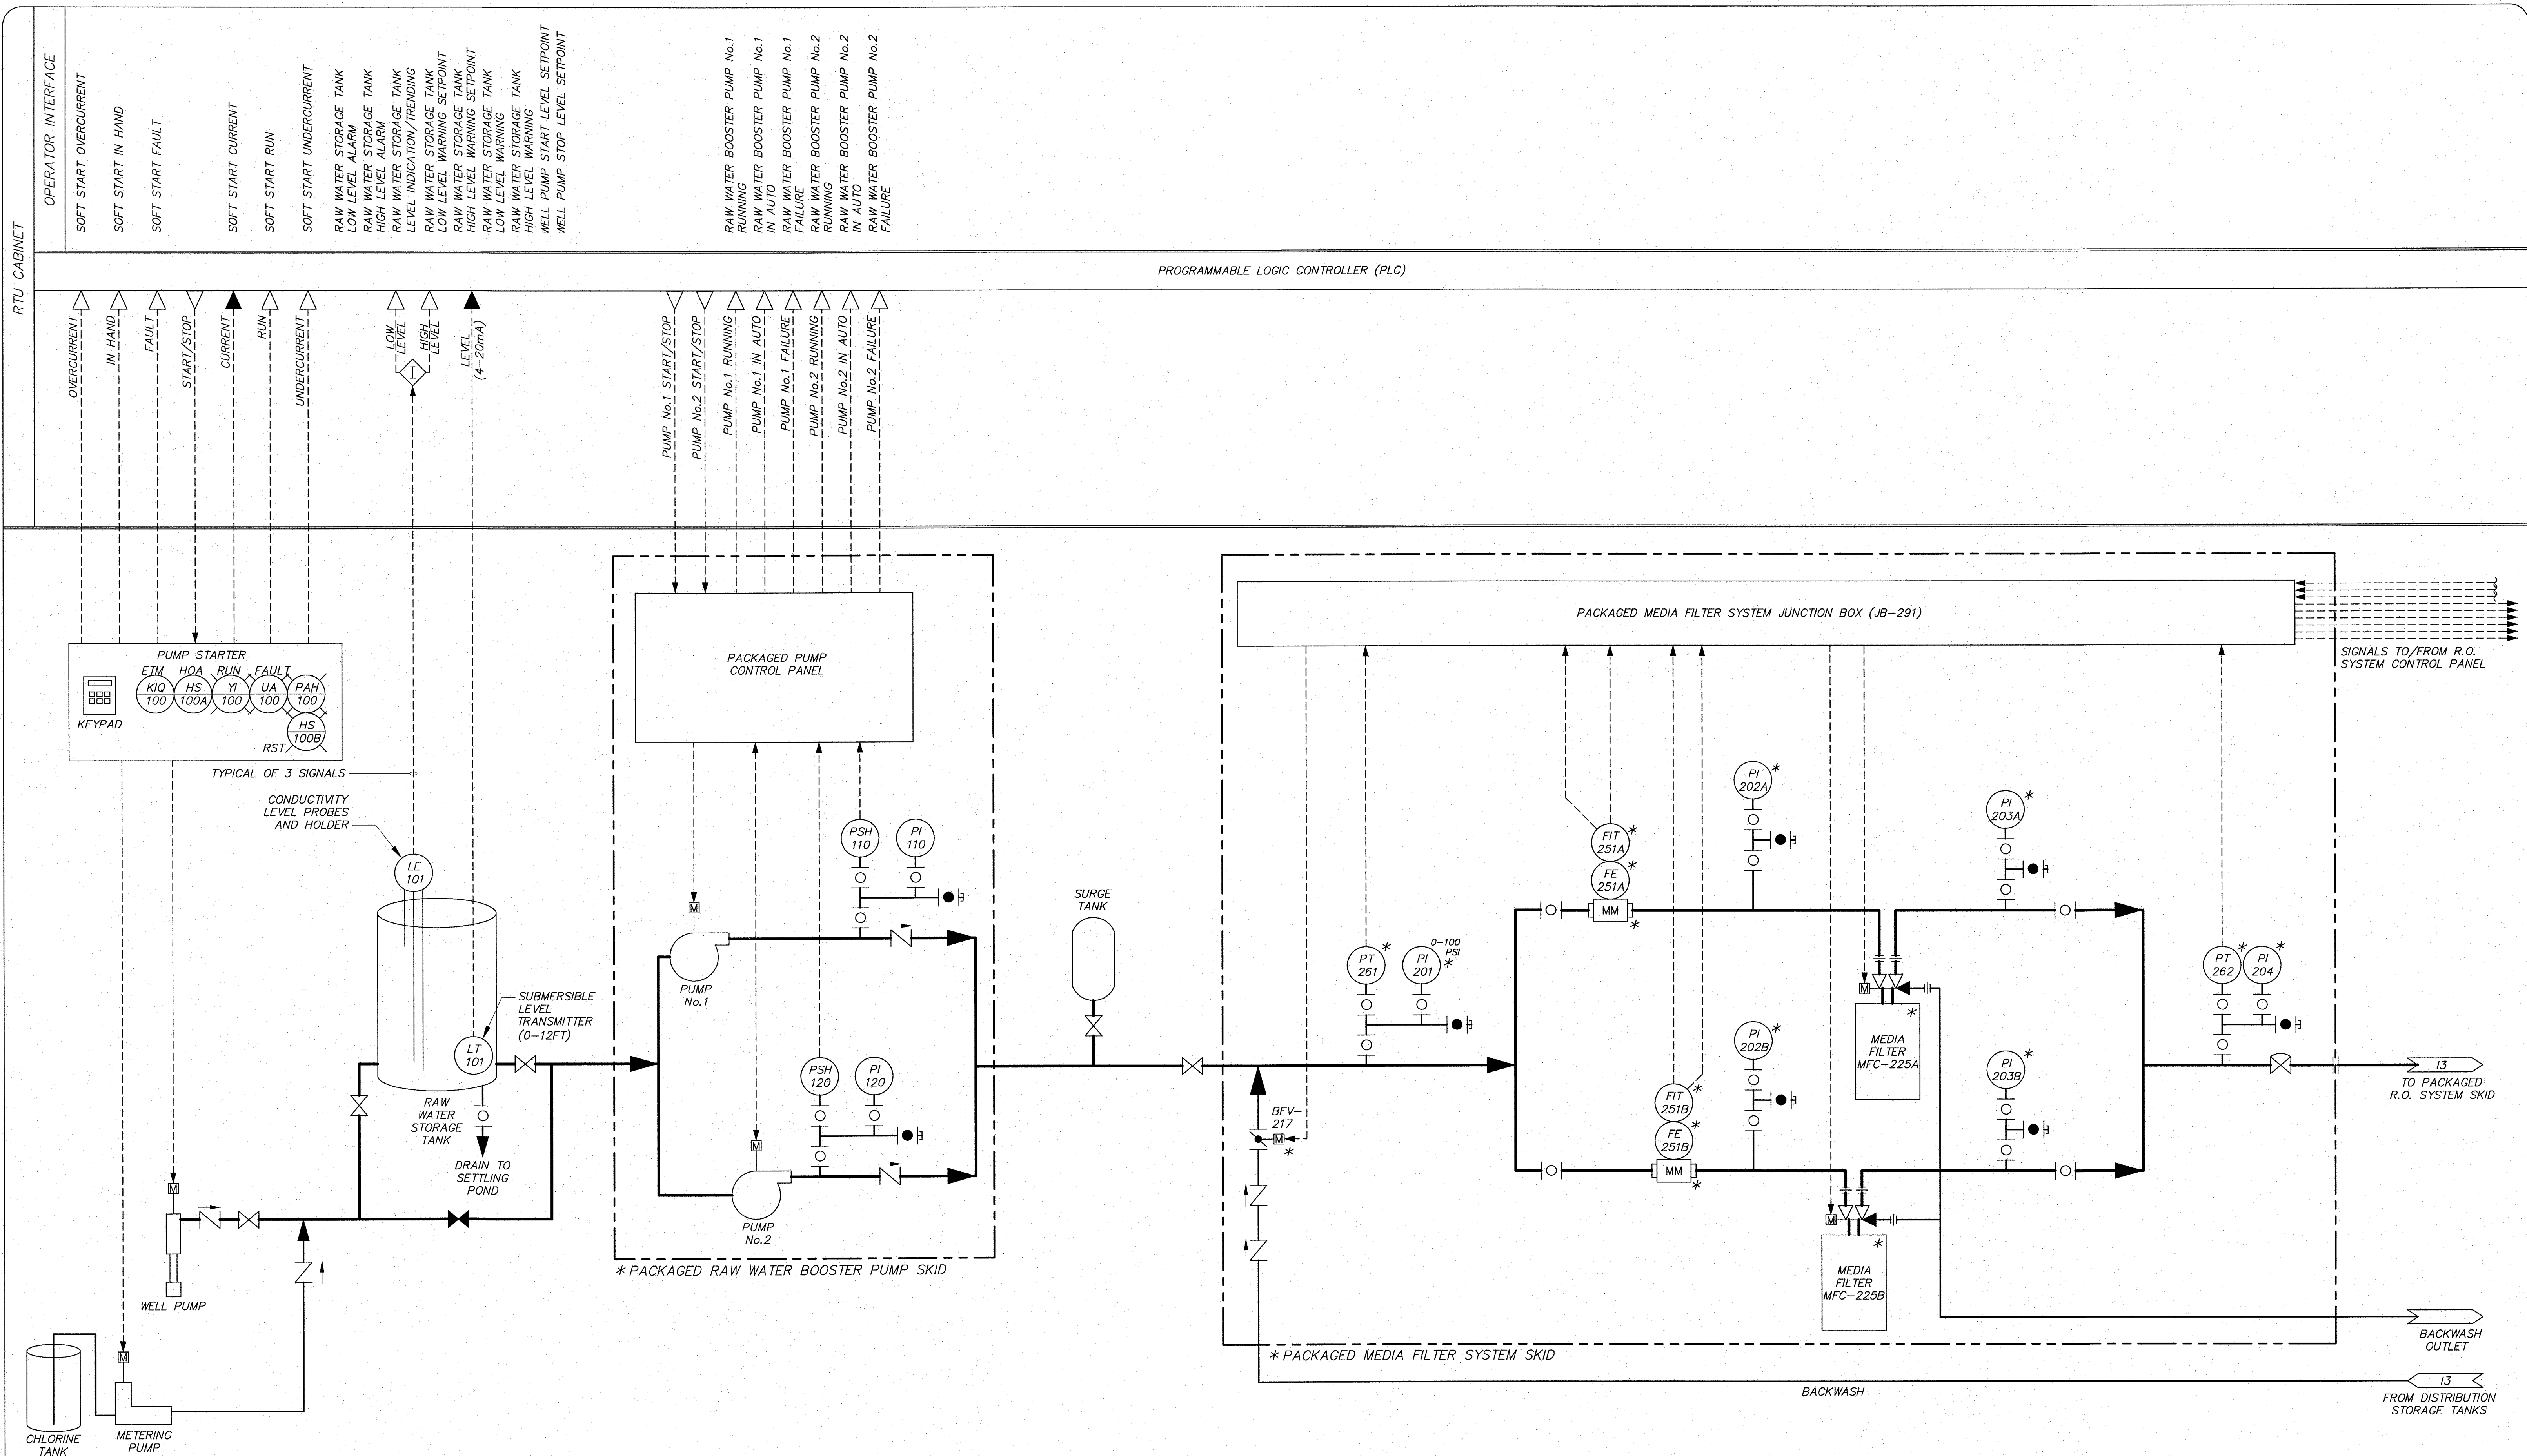 RTU CABINET
OPERATOR INTERFACE
SOFT START OVERCURRENT
SOFT START IN HAND
SOFT START FAULT
SOFT START CURRENT
SOFT START RUN
SOFT START UNDERCURRENT
RAW WATER STORAGE TANK
LOW LEVEL ALARM
RAW WATER STORAGE TANK
HIGH LEVEL ALARM
RAW WATER STORAGE TANK
LEVEL INDICATION/TRENDING
RAW WATER STORAGE TANK
LOW LEVEL WARNING SETPOINT
RAW WATER STORAGE TANK
HIGH LEVEL WARNING SETPOINT
RAW WATER STORAGE TANK
LOW LEVEL WARNING
RAW WATER STORAGE TANK
HIGH LEVEL WARNING
WELL PUMP START LEVEL SETPOINT
WELL PUMP STOP LEVEL SETPOINT
RAW WATER BOOSTER PUMP No.1
RUNNING
RAW WATER BOOSTER PUMP No.1
IN AUTO
RAW WATER BOOSTER PUMP No.1
FAILURE
RAW WATER BOOSTER PUMP No.2
RUNNING
RAW WATER BOOSTER PUMP No.2
IN AUTO
RAW WATER BOOSTER PUMP No.2
FAILURE
PROGRAMMABLE LOGIC CONTROLLER (PLC)
OVERCURRENT
IN HAND
FAULT
START/STOP
CURRENT
RUN
UNDERCURRENT
LOW
LEVEL
HIGH
LEVEL
I
LEVEL
(4-20mA)
PUMP No.1 START/STOP
PUMP No.2 START/STOP
PUMP No.1 RUNNING
PUMP No.1 IN AUTO
PUMP No.1 FAILURE
PUMP No.2 RUNNING
PUMP No.2 IN AUTO
PUMP No.2 FAILURE
PUMP STARTER
ETM HOA RUN FAULT
KIQ
100
HS
100A
YI
100
UA
100
PAH
100
HS
100B
RST
KEYPAD
TYPICAL OF 3 SIGNALS
CONDUCTIVITY
LEVEL PROBES
AND HOLDER
LE
101
LT
101
SUBMERSIBLE
LEVEL
TRANSMITTER
(0-12FT)
RAW
WATER
STORAGE
TANK
DRAIN TO
SETTLING
POND
M
WELL PUMP
M
CHLORINE
TANK
METERING
PUMP
PACKAGED PUMP
CONTROL PANEL
PSH
110
PI
110
M
PUMP
No.1
PSH
120
PI
120
M
PUMP
No.2
* PACKAGED RAW WATER BOOSTER PUMP SKID
SURGE
TANK
PACKAGED MEDIA FILTER SYSTEM JUNCTION BOX (JB-291)
SIGNALS TO/FROM R.O.
SYSTEM CONTROL PANEL
PT
261
*
PI
201
0-100
PSI
*
BFV-
217
M
*
FIT
251A
*
FE
251A
*
MM
*
PI
202A
*
PI
203A
*
M
MEDIA
FILTER
MFC-225A
*
FIT
251B
*
FE
251B
*
MM
*
PI
202B
*
PI
203B
*
M
MEDIA
FILTER
MFC-225B
*
PT
262
*
PI
204
*
13
TO PACKAGED
R.O. SYSTEM SKID
BACKWASH
OUTLET
* PACKAGED MEDIA FILTER SYSTEM SKID
BACKWASH
13
FROM DISTRIBUTION
STORAGE TANKS